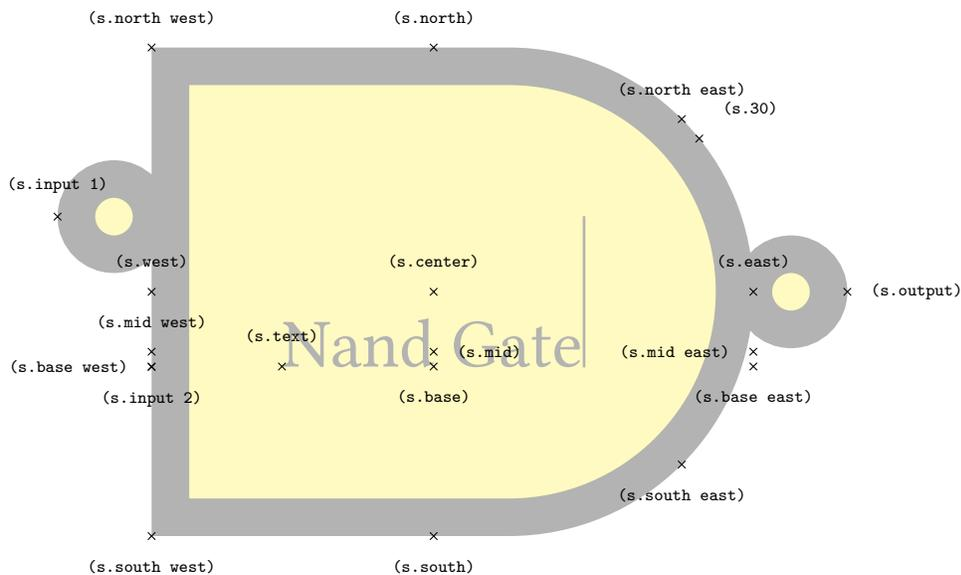 (s.north west)
(s.north)
(s.north east)
(s.30)
(s.input 1)
(s.west)
(s.center)
(s.east)
(s.output)
(s.mid west)
(s.text)
Nand Gate
(s.mid)
(s.mid east)
(s.base west)
(s.input 2)
(s.base)
(s.base east)
(s.south east)
(s.south west)
(s.south)